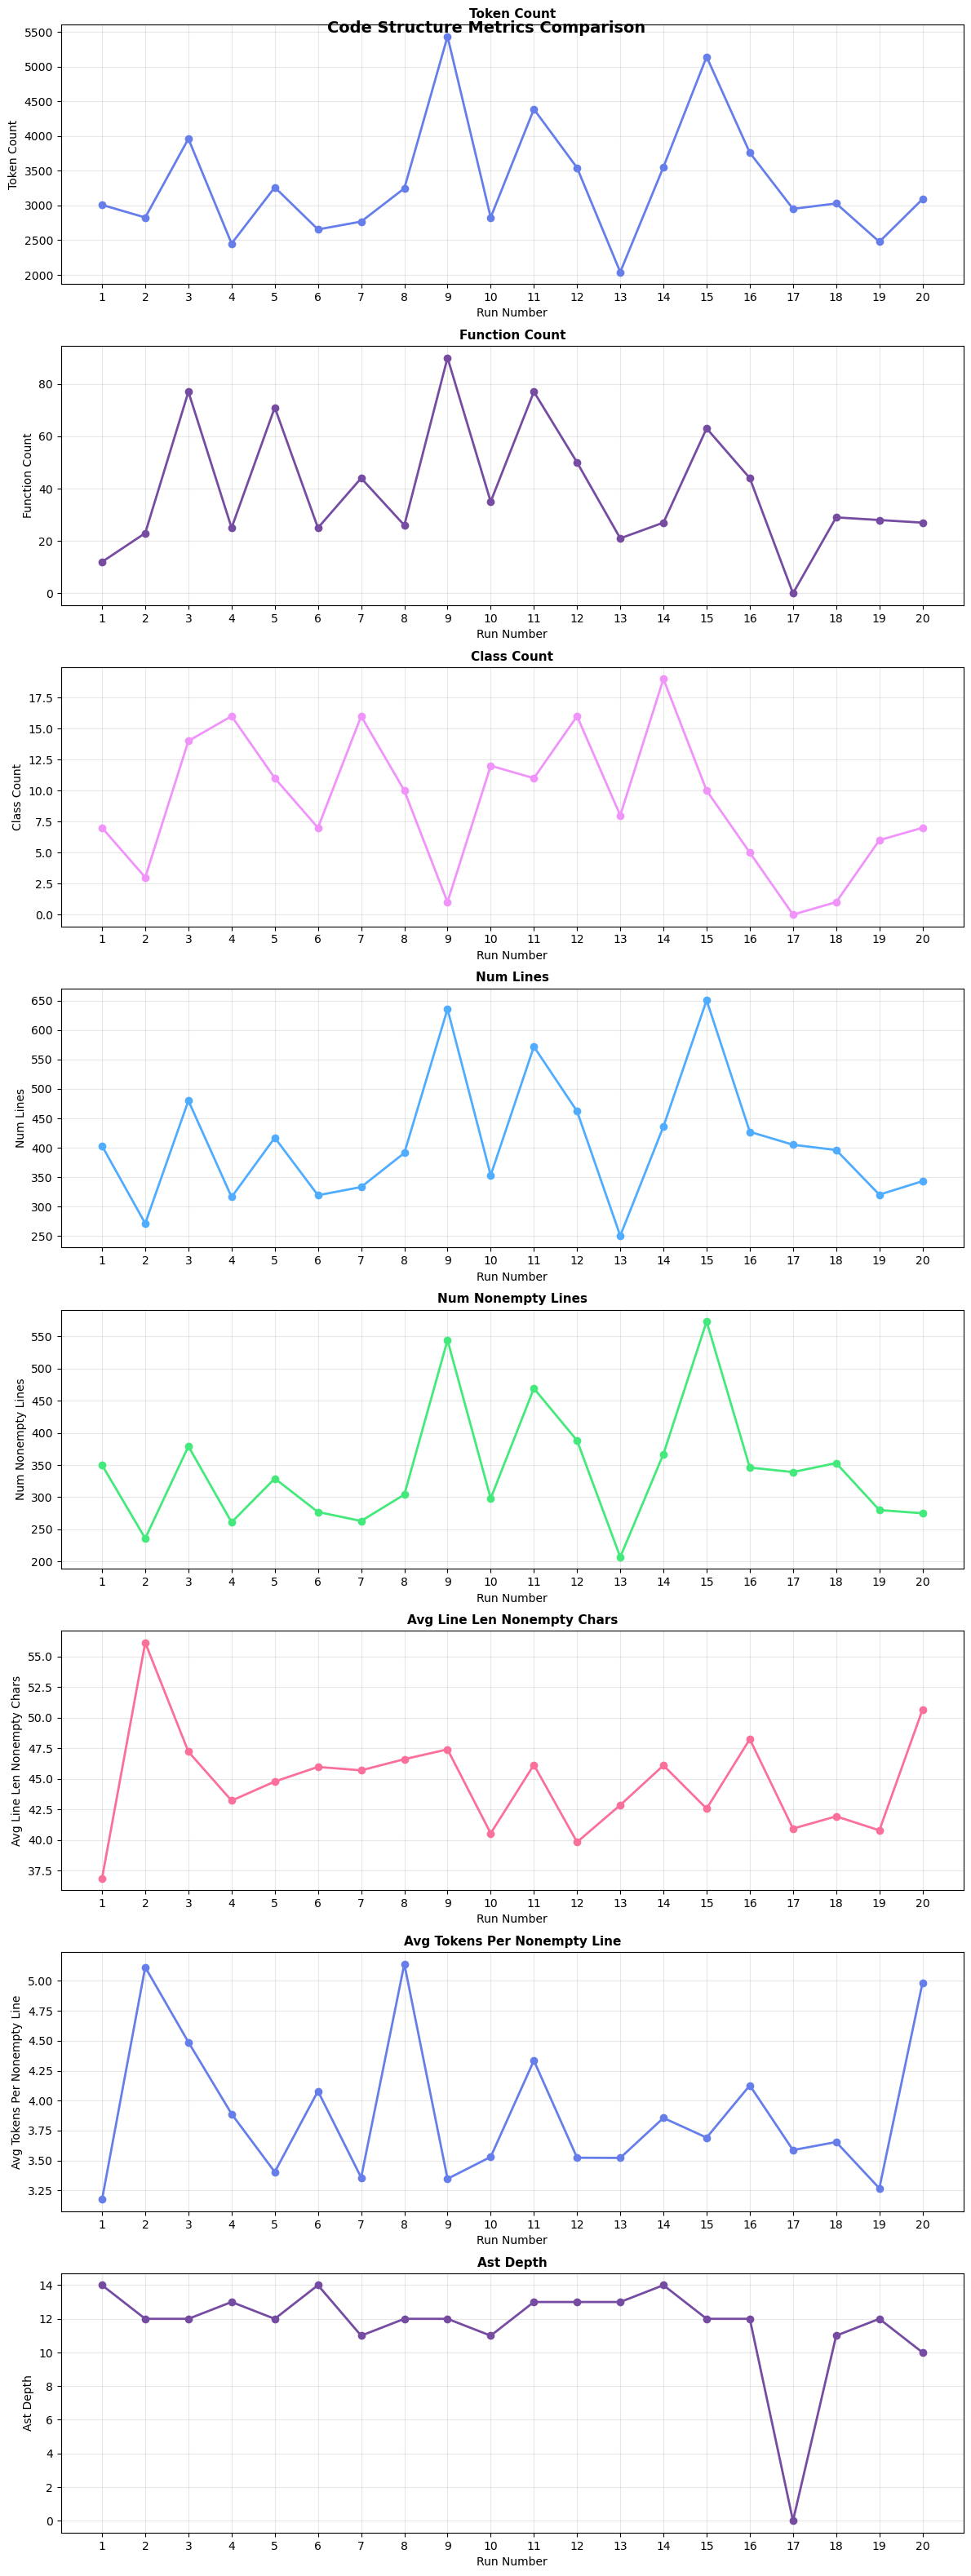 Token Count
Code Structure Metrics Comparison
Token Count
5500
5000
4500
4000
3500
3000
2500
2000
1 2 3 4 5 6 7 8 9 10 11 12 13 14 15 16 17 18 19 20
Run Number
Function Count
Function Count
80
60
40
20
0
1 2 3 4 5 6 7 8 9 10 11 12 13 14 15 16 17 18 19 20
Run Number
Class Count
Class Count
17.5
15.0
12.5
10.0
7.5
5.0
2.5
0.0
1 2 3 4 5 6 7 8 9 10 11 12 13 14 15 16 17 18 19 20
Run Number
Num Lines
Num Lines
650
600
550
500
450
400
350
300
250
1 2 3 4 5 6 7 8 9 10 11 12 13 14 15 16 17 18 19 20
Run Number
Num Nonempty Lines
Num Nonempty Lines
550
500
450
400
350
300
250
200
1 2 3 4 5 6 7 8 9 10 11 12 13 14 15 16 17 18 19 20
Run Number
Avg Line Len Nonempty Chars
Avg Line Len Nonempty Chars
55.0
52.5
50.0
47.5
45.0
42.5
40.0
37.5
1 2 3 4 5 6 7 8 9 10 11 12 13 14 15 16 17 18 19 20
Run Number
Avg Tokens Per Nonempty Line
Avg Tokens Per Nonempty Line
5.00
4.75
4.50
4.25
4.00
3.75
3.50
3.25
1 2 3 4 5 6 7 8 9 10 11 12 13 14 15 16 17 18 19 20
Run Number
Ast Depth
Ast Depth
14
12
10
8
6
4
2
0
1 2 3 4 5 6 7 8 9 10 11 12 13 14 15 16 17 18 19 20
Run Number